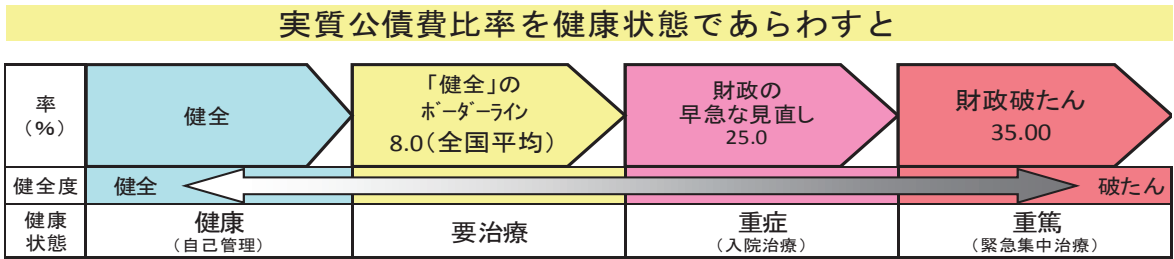 実質公債費比率を健康状態であらわすと
率
（%）
健全
「健全」の
ボーダーライン
8.0（全国平均）
財政の
早急な見直し
25.0
財政破たん
35.00
健全度
健全
破たん
健康
状態
健康
（自己管理）
要治療
重症
（入院治療）
重篤
（緊急集中治療）